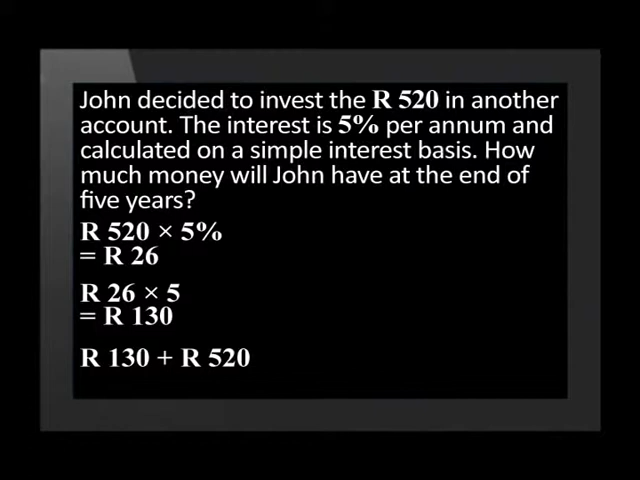 John decided to invest the R 520 in another
account. The interest is 5% per annum and
calculated on a simple interest basis. How
much money will John have at the end of
five years?
R 520 × 5%
= R 26
R 26 × 5
= R 130
R 130 + R 520